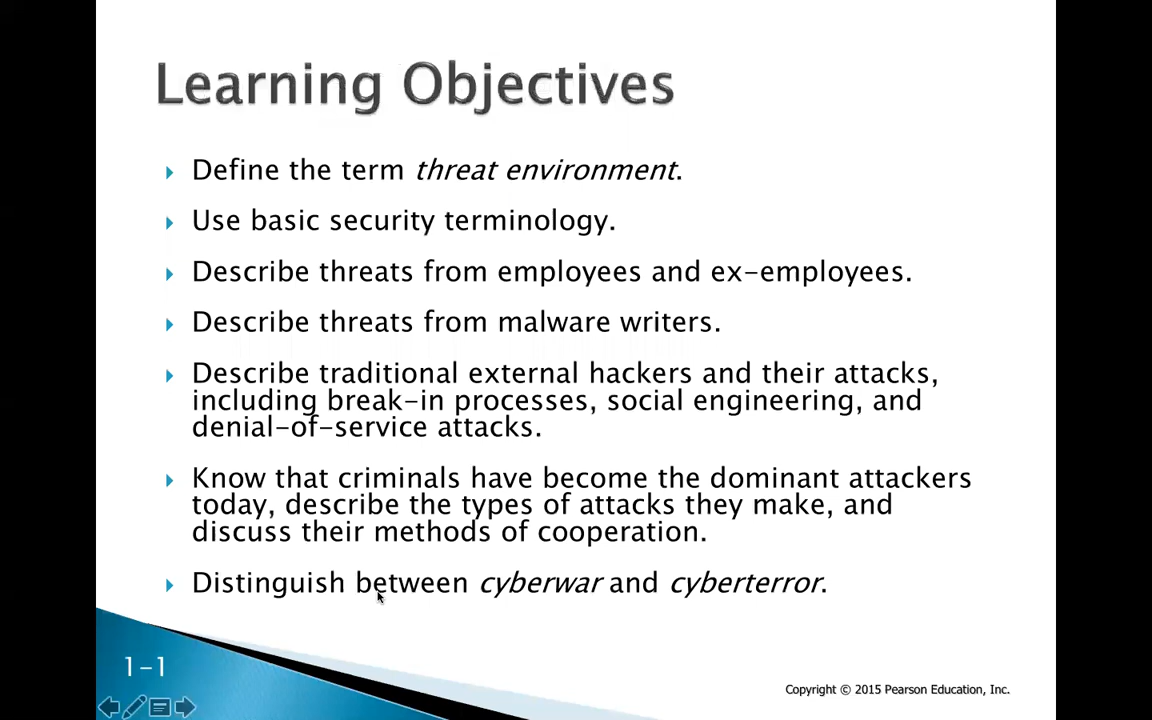 Learning Objectives
Define the term threat environment.
Use basic security terminology.
Describe threats from employees and ex-employees.
Describe threats from malware writers.
Describe traditional external hackers and their attacks,
including break-in processes, social engineering, and
denial-of-service attacks.
Know that criminals have become the dominant attackers
today, describe the types of attacks they make, and
discuss their methods of cooperation.
Distinguish between cyberwar and cyberterror.
1-1
Copyright © 2015 Pearson Education, Inc.